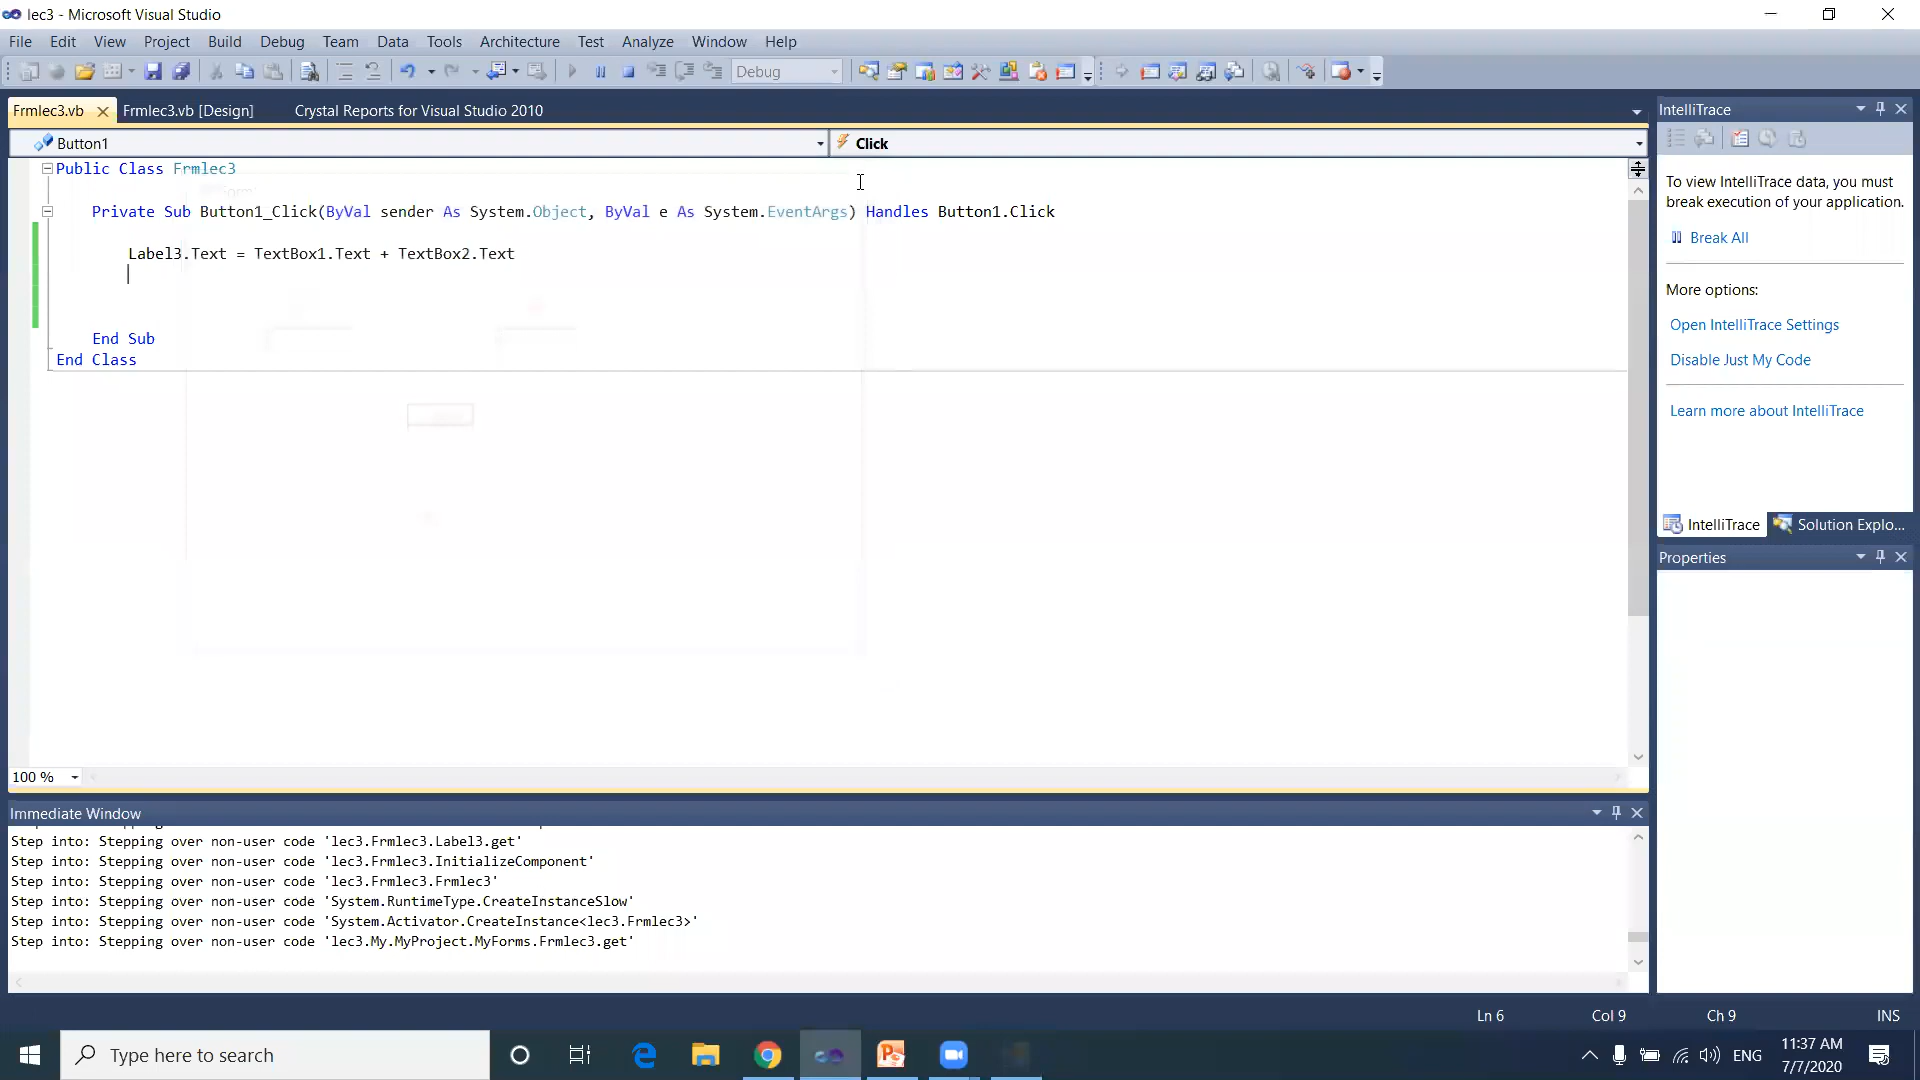 lec3 - Microsoft Visual Studio
File Edit View Project Build Debug Team Data Tools Architecture Test Analyze Window Help
Debug
Frmlec3.vb Frmlec3.vb [Design] Crystal Reports for Visual Studio 2010
Button1 Click
Public Class Frmlec3
Private Sub Button1_Click(ByVal sender As System.Object, ByVal e As System.EventArgs) Handles Button1.Click
Label3.Text = TextBox1.Text + TextBox2.Text
End Sub
End Class
100 %
IntelliTrace
To view IntelliTrace data, you must
break execution of your application.
Break All
More options:
Open IntelliTrace Settings
Disable Just My Code
Learn more about IntelliTrace
IntelliTrace Solution Explo...
Properties
Immediate Window
Step into: Stepping over non-user code 'lec3.Frmlec3.Label3.get'
Step into: Stepping over non-user code 'lec3.Frmlec3.InitializeComponent'
Step into: Stepping over non-user code 'lec3.Frmlec3.Frmlec3'
Step into: Stepping over non-user code 'System.RuntimeType.CreateInstanceSlow'
Step into: Stepping over non-user code 'System.Activator.CreateInstance<lec3.Frmlec3>'
Step into: Stepping over non-user code 'lec3.My.MyProject.MyForms.Frmlec3.get'
Ln 6 Col 9 Ch 9 INS
Type here to search
ENG
11:37 AM
7/7/2020